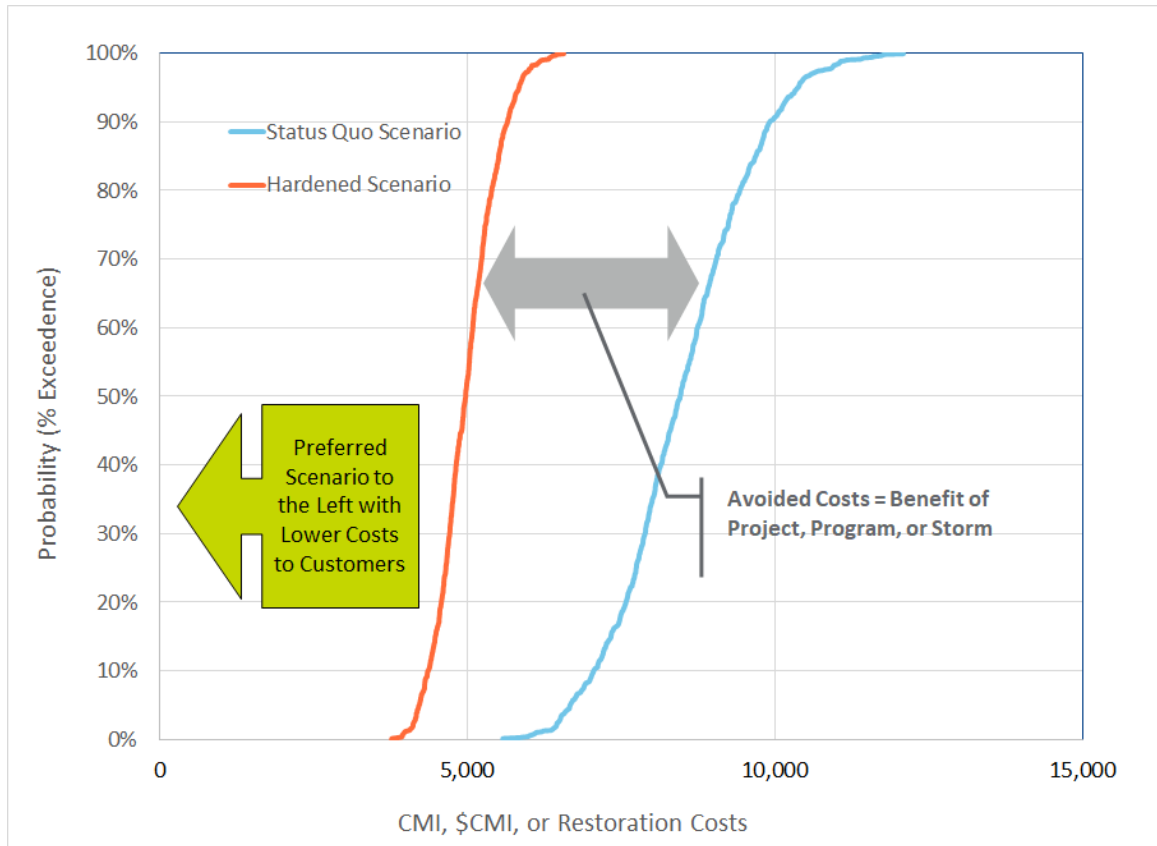 100%
90%
80%
70%
60%
50%
40%
30%
20%
10%
0%
Probability (% Exceedence)
Status Quo Scenario
Hardened Scenario
Preferred
Scenario to
the Left with
Lower Costs
to Customers
Avoided Costs = Benefit of
Project, Program, or Storm
0
5,000
10,000
15,000
CMI, $CMI, or Restoration Costs